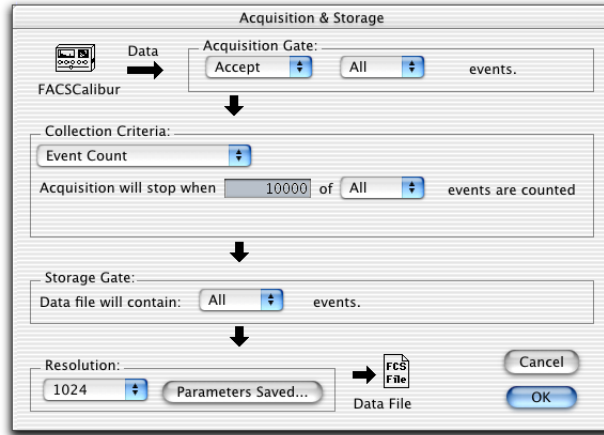 Acquisition & Storage
Data
Acquisition Gate:
Accept All events.
FACSCalibur
Collection Criteria:
Event Count
Acquisition will stop when 10000 of All events are counted
Storage Gate:
Data file will contain: All events.
Resolution:
1024 Parameters Saved...
FCS
File
Data File
Cancel
OK